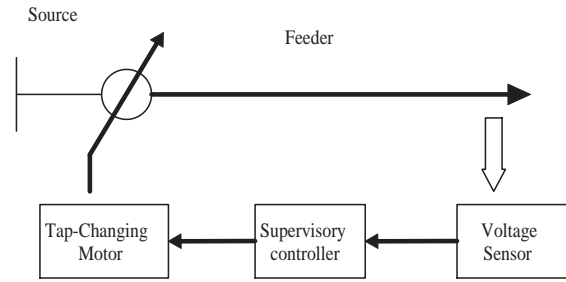 Source
Feeder
Tap-Changing
Motor
Supervisory
controller
Voltage
Sensor